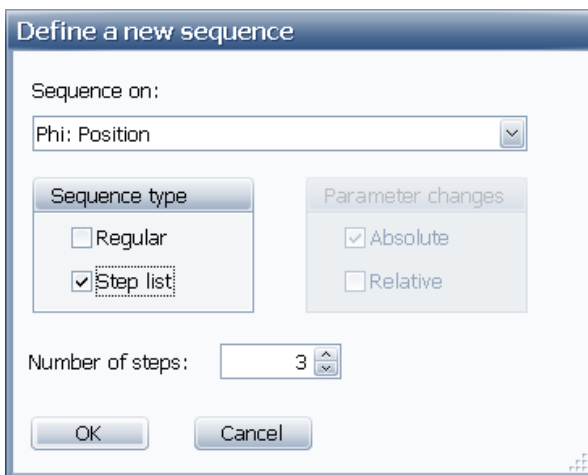 Define a new sequence
Sequence on:
Phi: Position
Sequence type
Parameter changes
Regular
Absolute
Step list
Relative
Number of steps: 3
OK Cancel